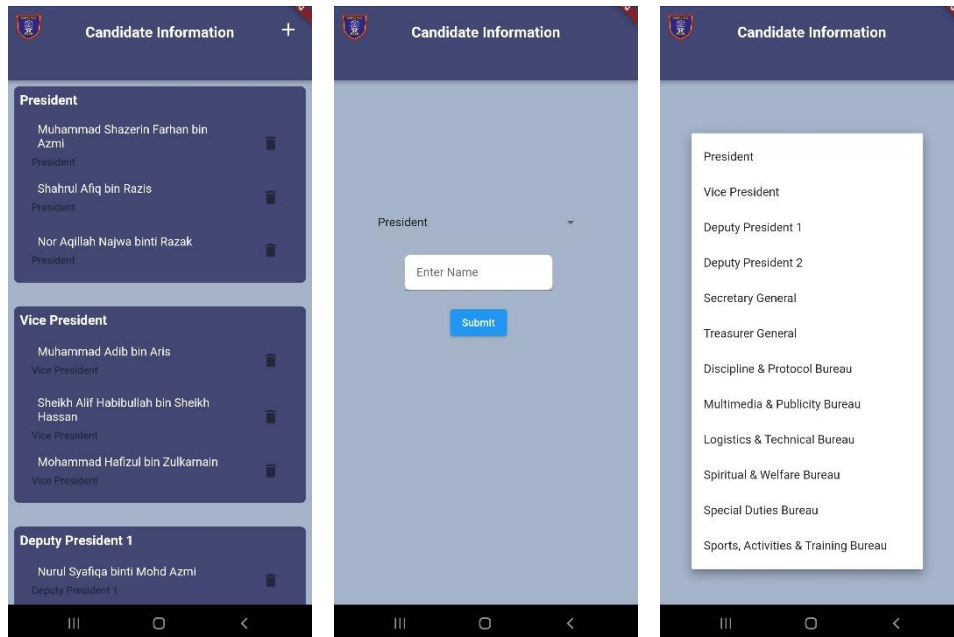 Candidate Information
+
President
Muhammad Shazerin Farhan bin
Azmi
President
Shahrul Afiq bin Razis
President
Nor Aqillah Najwa binti Razak
President
Vice President
Muhammad Adib bin Aris
Vice President
Sheikh Alif Habibullah bin Sheikh
Hassan
Vice President
Mohammad Hafizul bin Zulkarnain
Vice President
Deputy President 1
Nurul Syafiqa binti Mohd Azmi
Deputy President 1
Candidate Information
President
Enter Name
Submit
Candidate Information
President
Vice President
Deputy President 1
Deputy President 2
Secretary General
Treasurer General
Discipline & Protocol Bureau
Multimedia & Publicity Bureau
Logistics & Technical Bureau
Spiritual & Welfare Bureau
Special Duties Bureau
Sports, Activities & Training Bureau